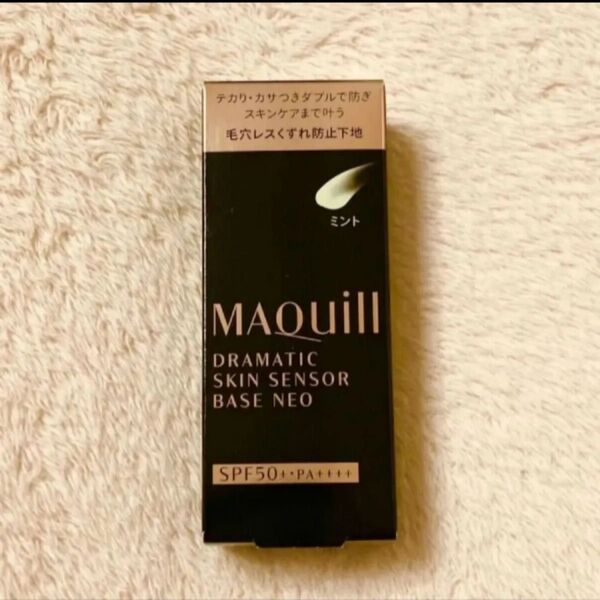 テカり・カサつきダブルで防ぎ
スキンケアまで叶う
毛穴レスくずれ防止下地
ミント
MAQuill
DRAMATIC
SKIN SENSOR
BASE NEO
SPF50+・PA++++